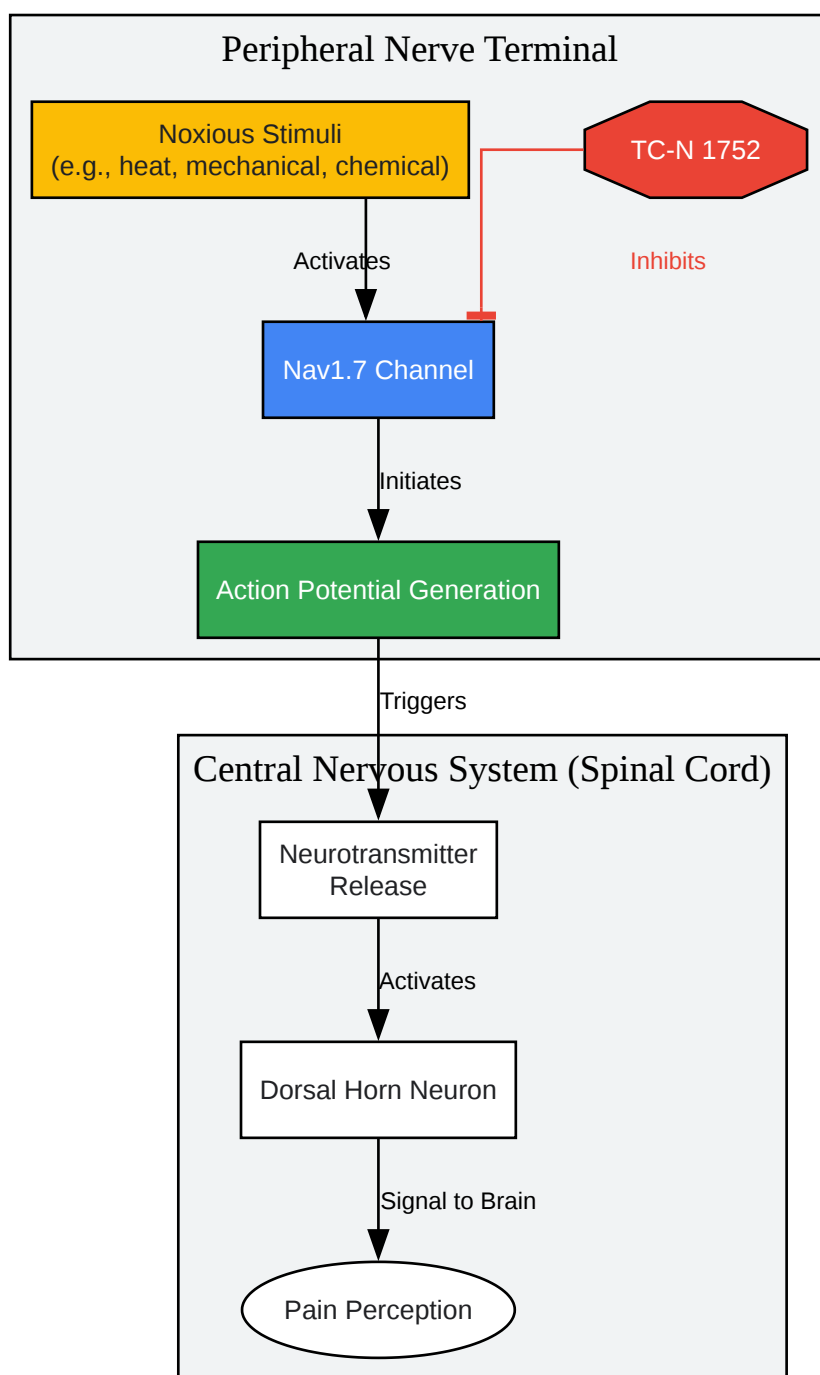 Peripheral Nerve Terminal
Noxious Stimuli
(e.g., heat, mechanical, chemical)
TC-N 1752
Activates
Inhibits
Nav1.7 Channel
Initiates
Action Potential Generation
Triggers
Central Nervous System (Spinal Cord)
Neurotransmitter
Release
Activates
Dorsal Horn Neuron
Signal to Brain
Pain Perception